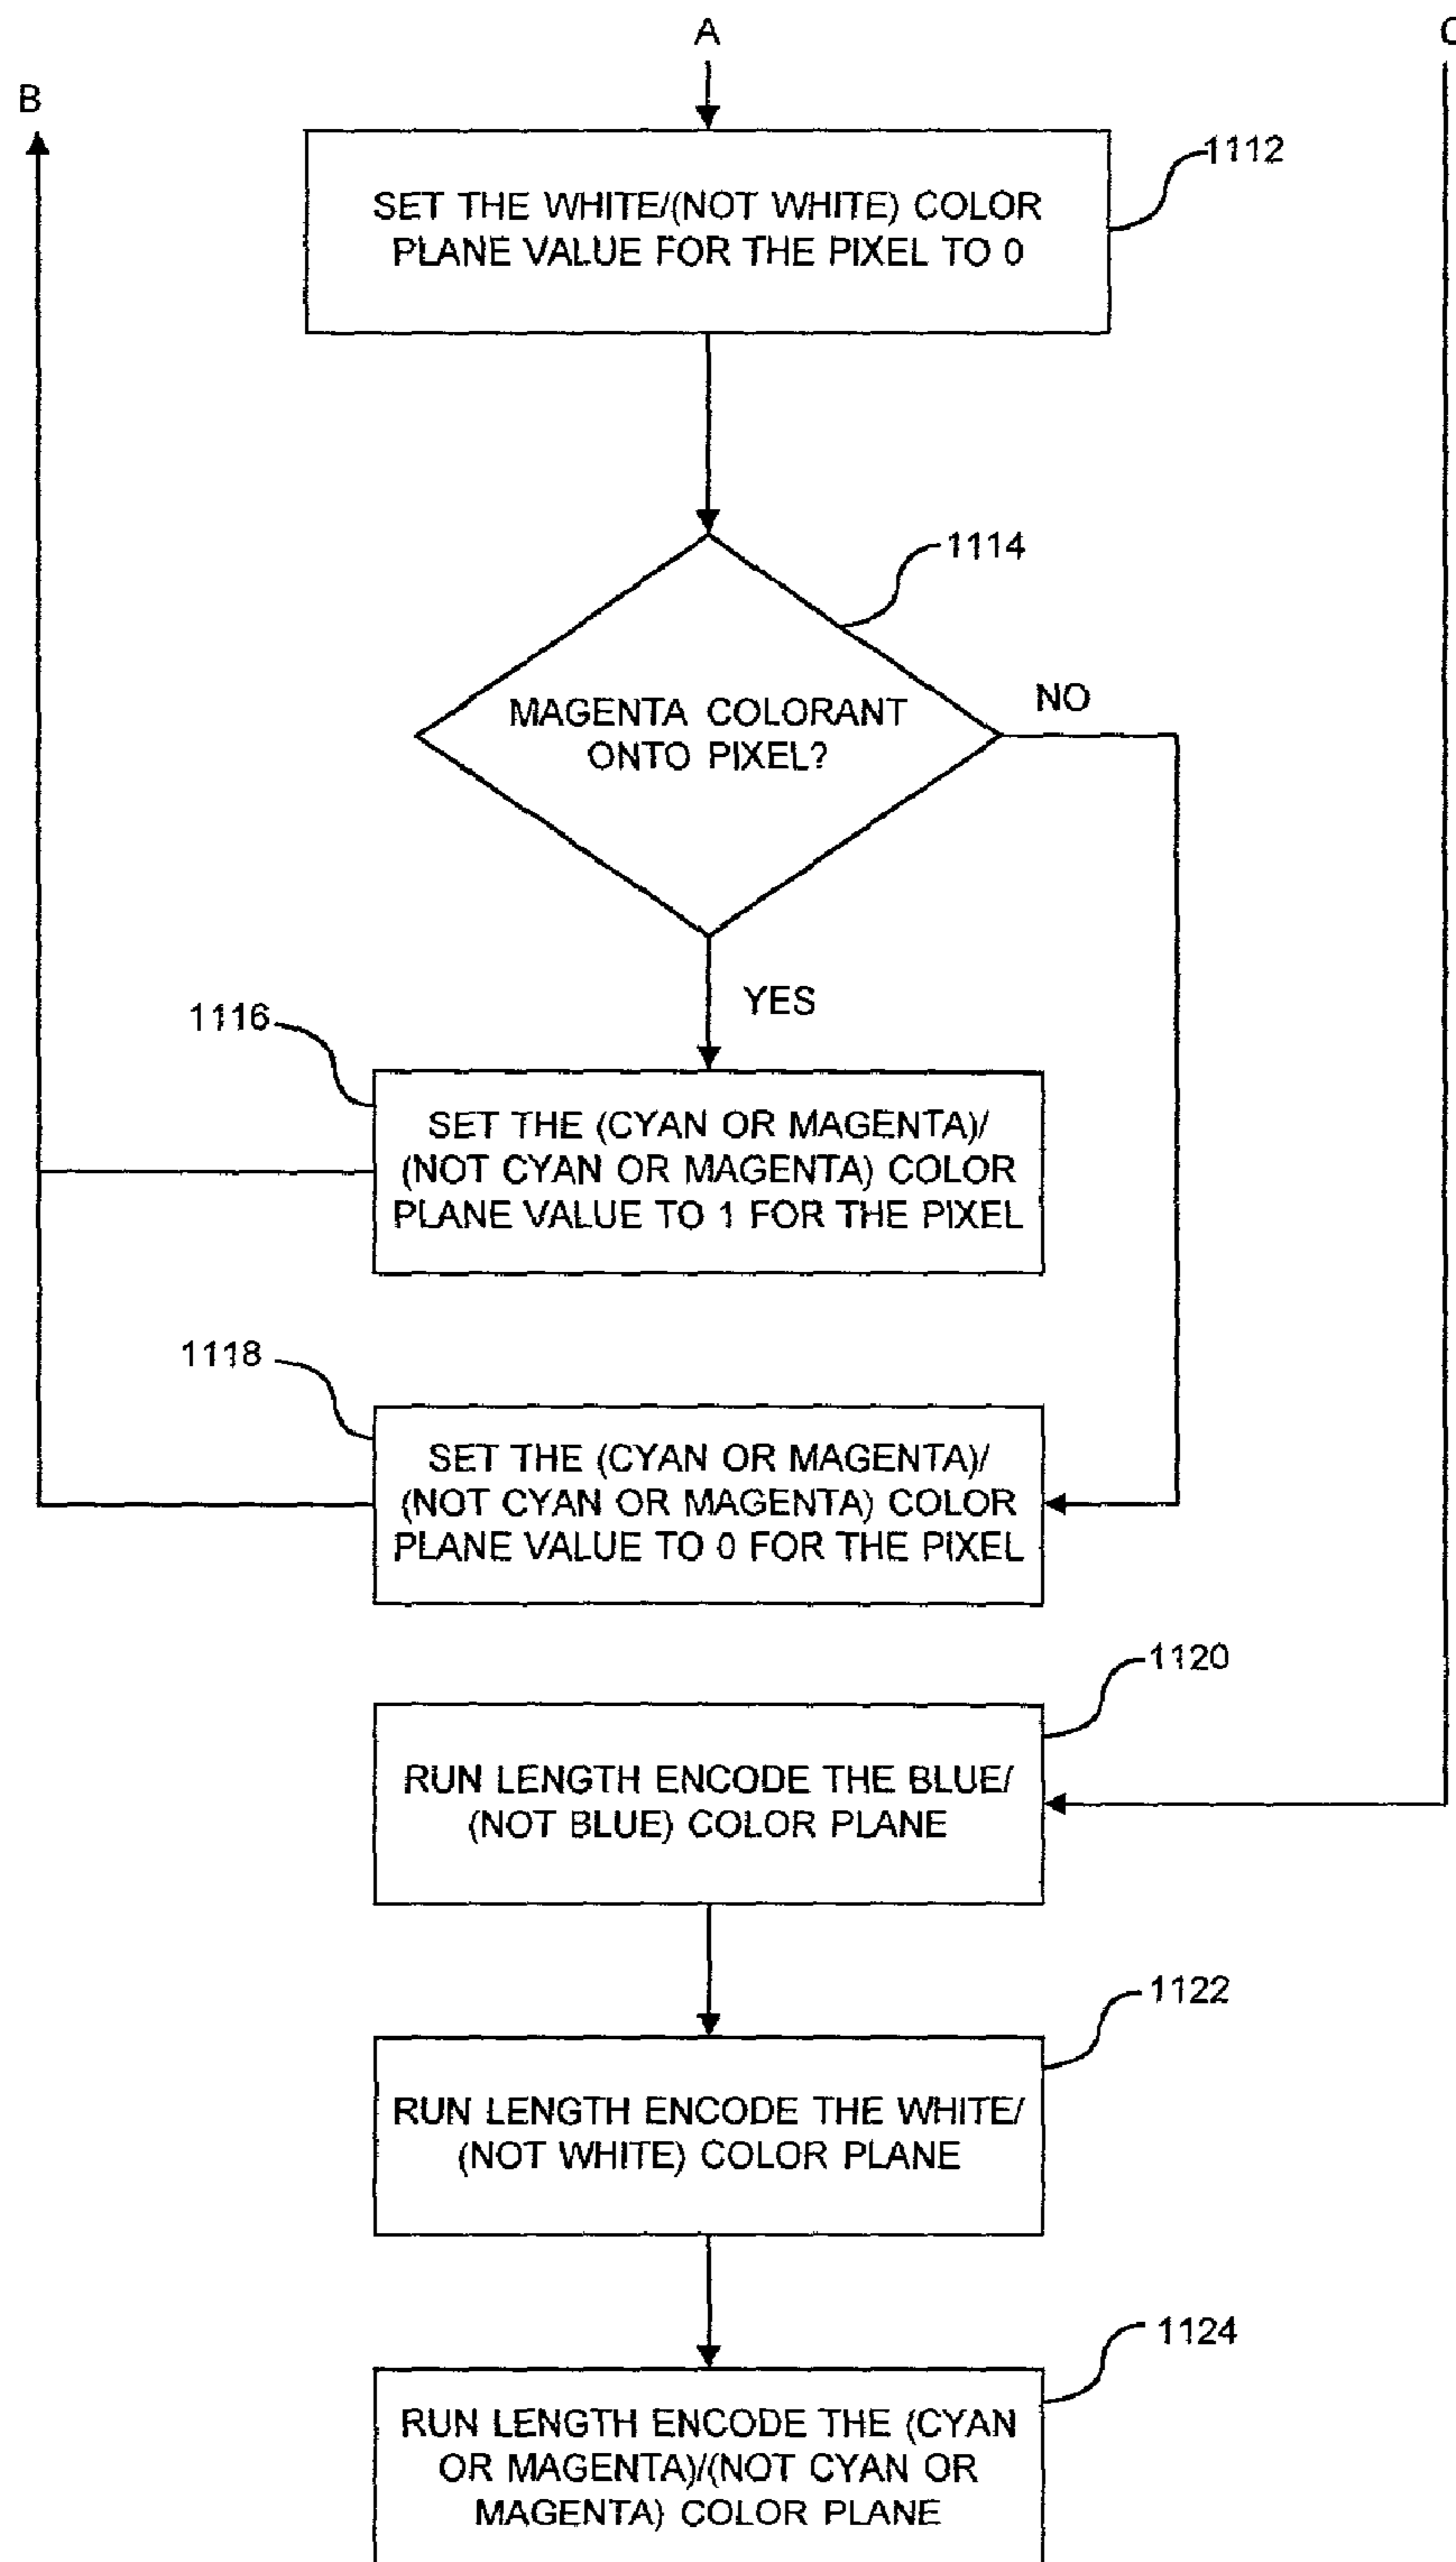 A
C
B
1112
SET THE WHITE/(NOT WHITE) COLOR
PLANE VALUE FOR THE PIXEL TO 0
1114
MAGENTA COLORANT
ONTO PIXEL?
NO
YES
1116
SET THE (CYAN OR MAGENTA)/
(NOT CYAN OR MAGENTA) COLOR
PLANE VALUE TO 1 FOR THE PIXEL
1118
SET THE (CYAN OR MAGENTA)/
(NOT CYAN OR MAGENTA) COLOR
PLANE VALUE TO 0 FOR THE PIXEL
1120
RUN LENGTH ENCODE THE BLUE/
(NOT BLUE) COLOR PLANE
1122
RUN LENGTH ENCODE THE WHITE/
(NOT WHITE) COLOR PLANE
1124
RUN LENGTH ENCODE THE (CYAN
OR MAGENTA)/(NOT CYAN OR
MAGENTA) COLOR PLANE